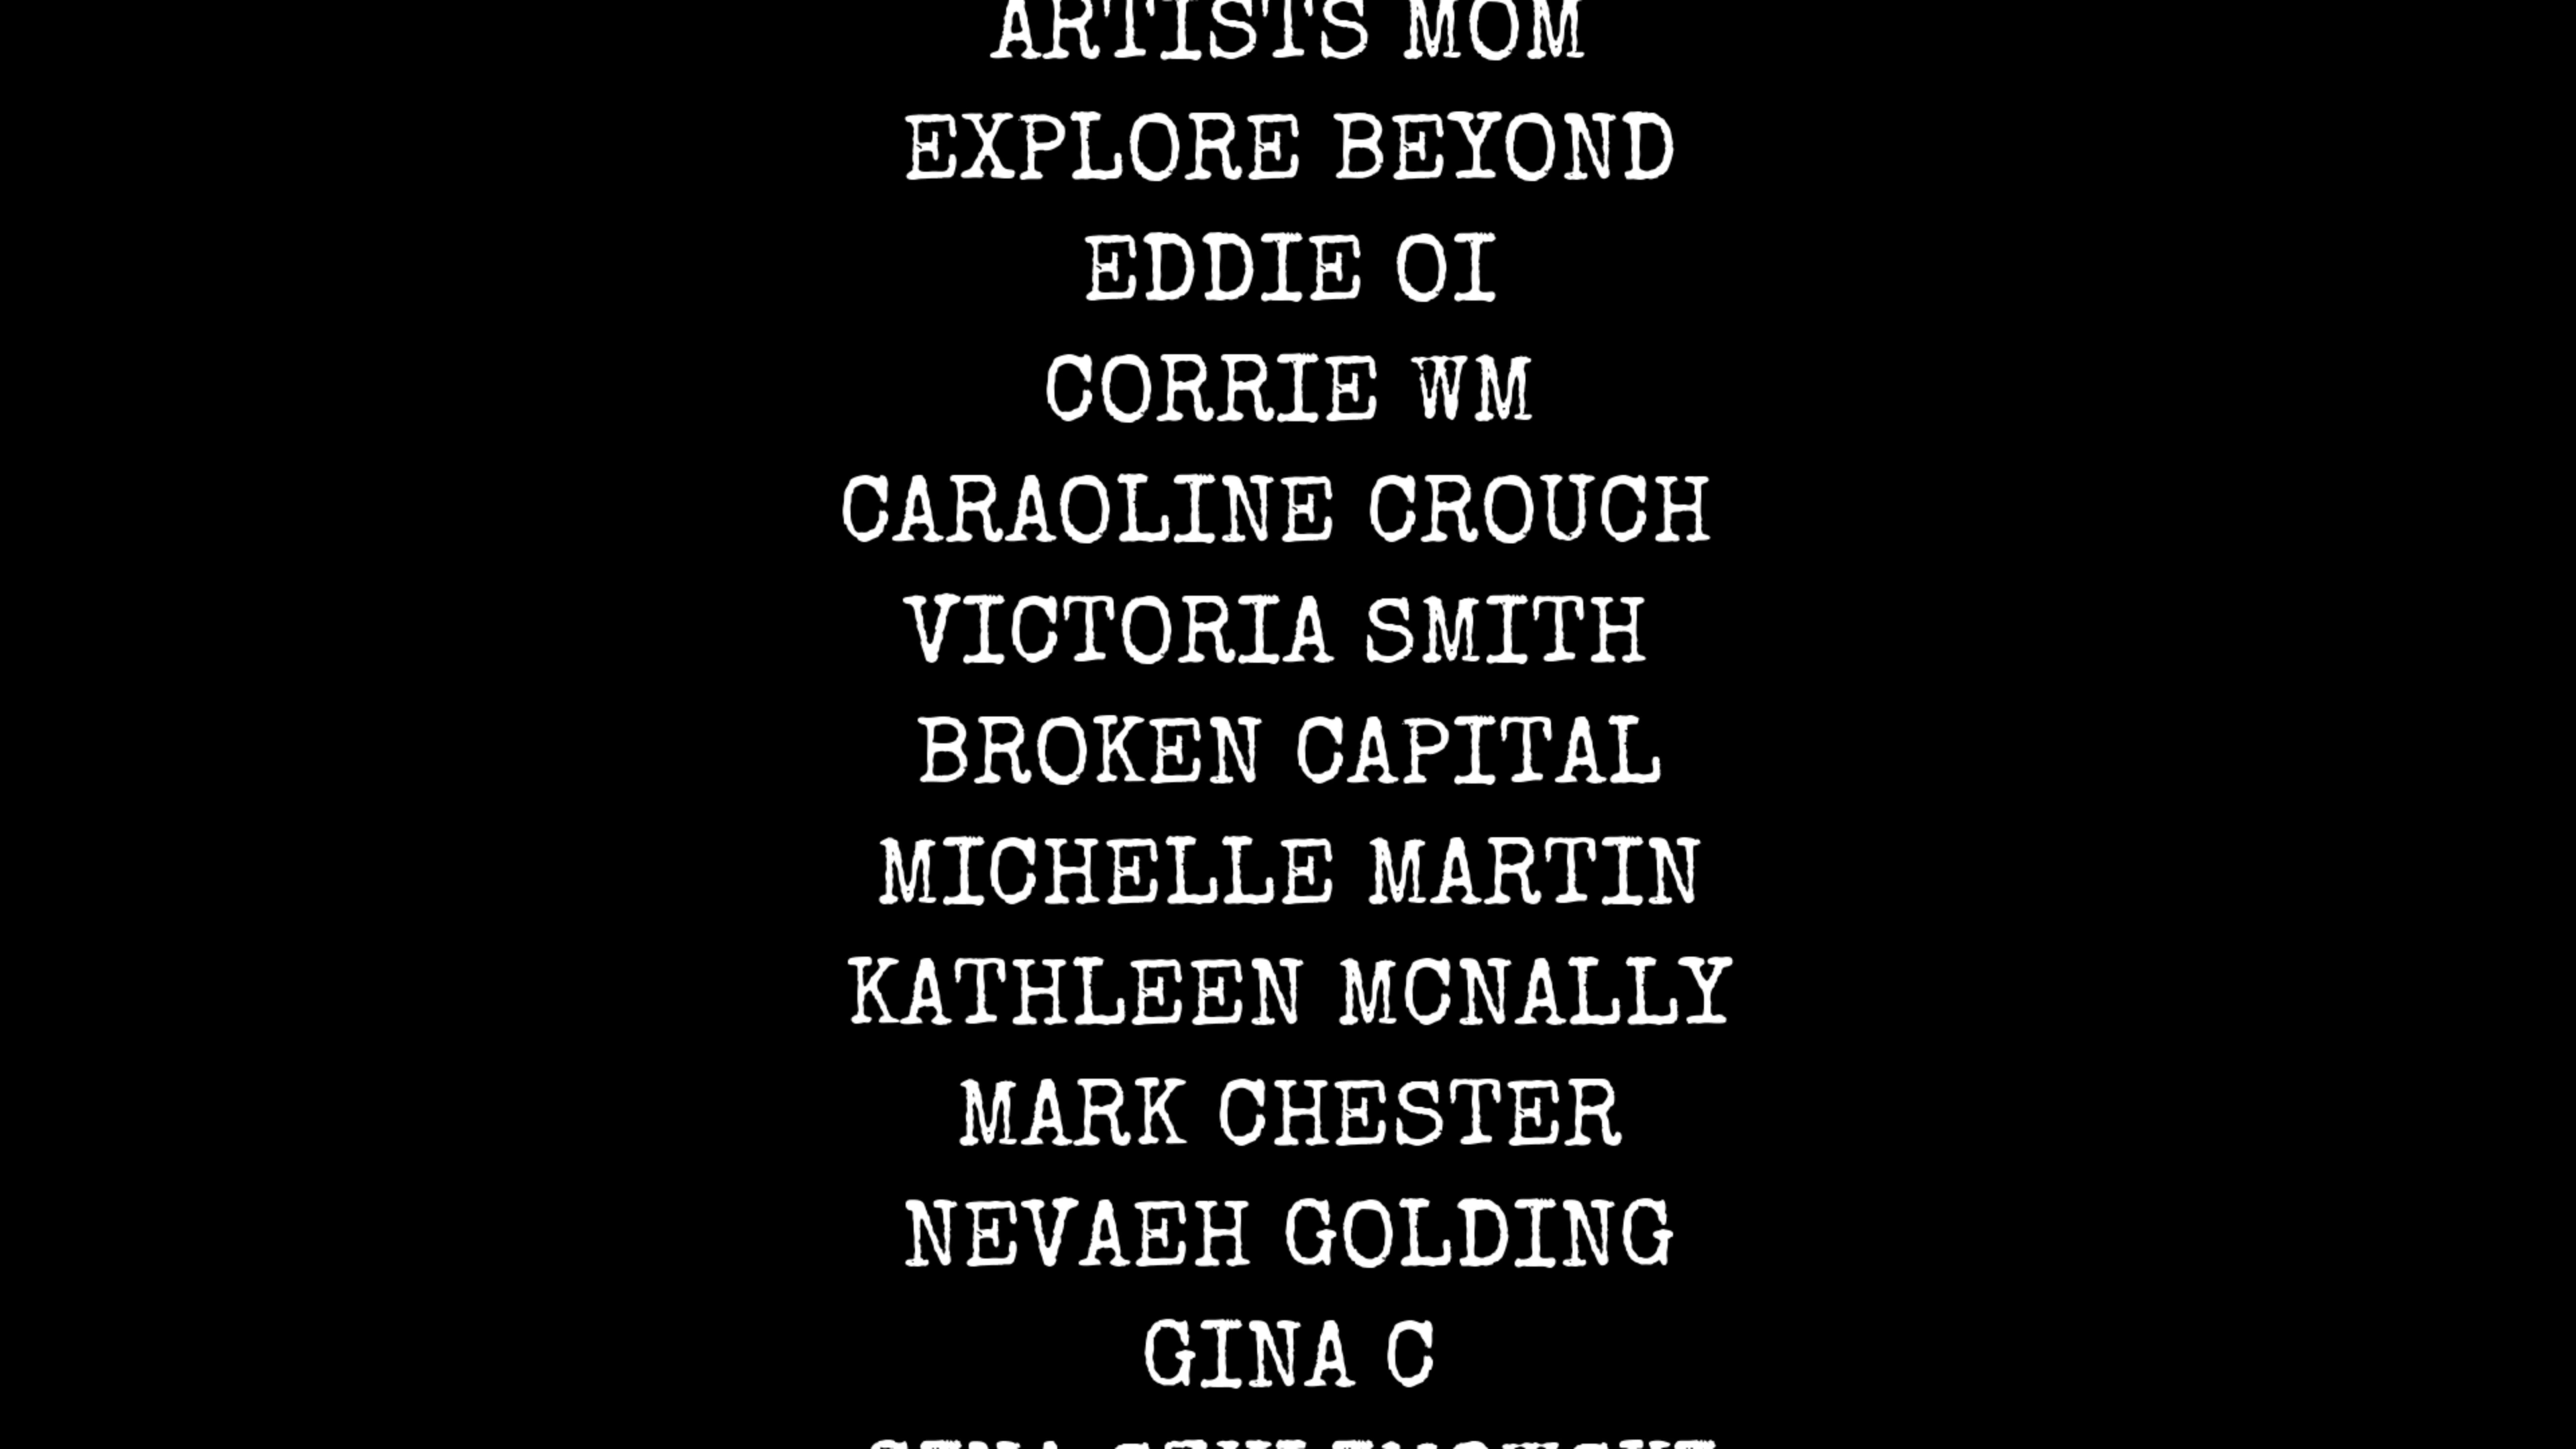 ARTISTS MOM
EXPLORE BEYOND
EDDIE OI
CORRIE WM
CARAOLINE CROUCH
VICTORIA SMITH
BROKEN CAPITAL
MICHELLE MARTIN
KATHLEEN MCNALLY
MARK CHESTER
NEVAEH GOLDING
GINA C